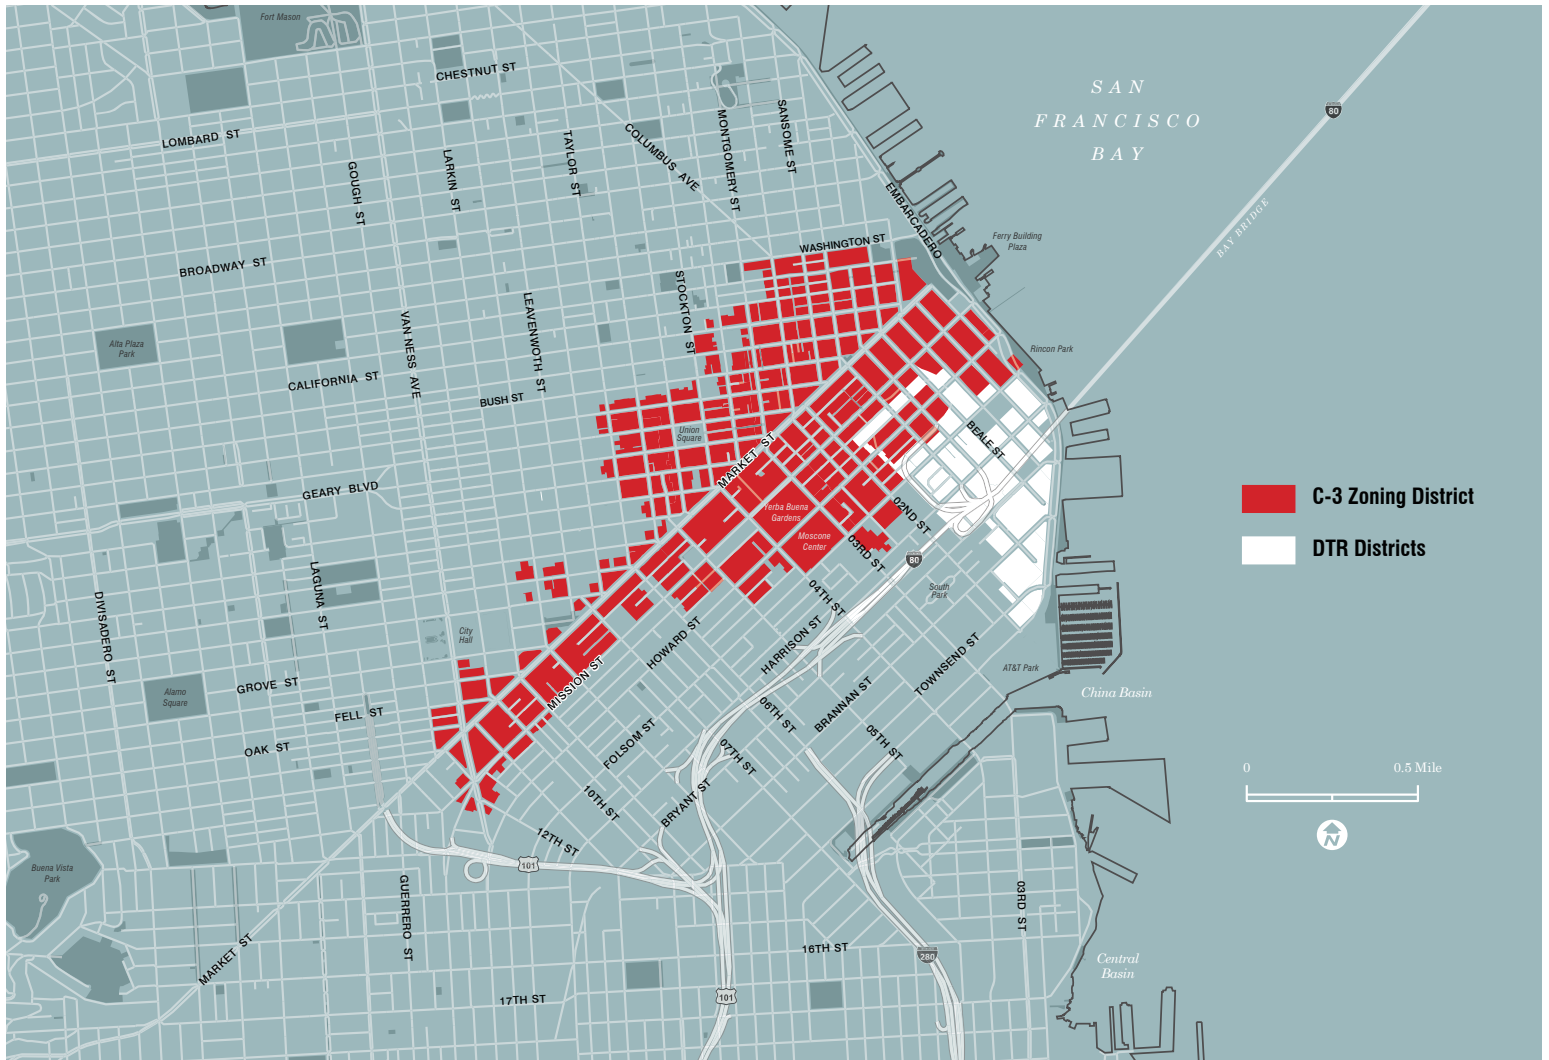 Fort Mason
CHESTNUT ST
LOMBARD ST
GOUGH ST
LARKIN ST
TAYLOR ST
COLUMBUS AVE
MONTGOMERY ST
SANSOME ST
EMBARCADERO
SAN
FRANCISCO
BAY
80
BAY BRIDGE
Ferry Building
Plaza
WASHINGTON ST
BROADWAY ST
STOCKTON ST
LEAVENWOTH ST
VAN NESS AVE
Alta Plaza
Park
CALIFORNIA ST
BUSH ST
Rincon Park
Union
Square
MARKET ST
BEALE ST
GEARY BLVD
Yerba Buena
Gardens
Moscone
Center
02ND ST
03RD ST
80
C-3 Zoning District
DTR Districts
DIVISADERO ST
LAGUNA ST
City
Hall
04TH ST
South
Park
HOWARD ST
HARRISON ST
TOWNSEND ST
AT&T Park
China Basin
Alamo
Square
GROVE ST
FELL ST
OAK ST
MISSION ST
FOLSOM ST
06TH ST
BRANNAN ST
05TH ST
07TH ST
10TH ST
BRYANT ST
12TH ST
101
0
0.5 Mile
N
Buena Vista
Park
GUERRERO ST
03RD ST
MARKET ST
16TH ST
280
Central
Basin
17TH ST
101